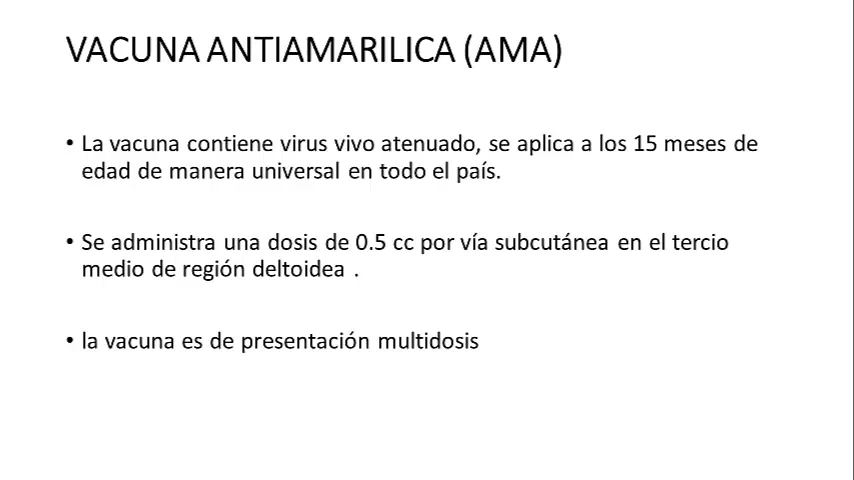 VACUNA ANTIAMARILICA (AMA)
• La vacuna contiene virus vivo atenuado, se aplica a los 15 meses de
edad de manera universal en todo el país.
• Se administra una dosis de 0.5 cc por vía subcutánea en el tercio
medio de región deltoidea .
• la vacuna es de presentación multidosis